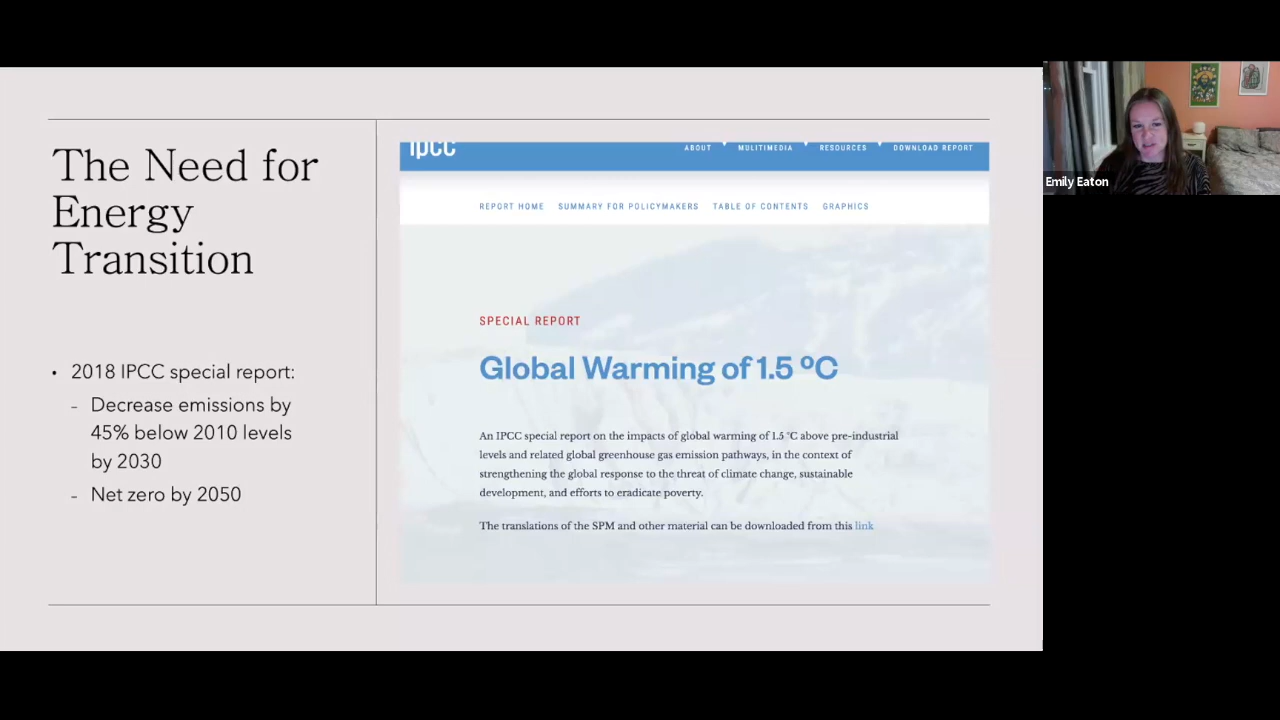 The Need for
Energy
Transition
• 2018 IPCC special report:
- Decrease emissions by
45% below 2010 levels
by 2030
- Net zero by 2050
ipcc
ABOUT MULITIMEDIA RESOURCES DOWNLOAD REPORT
REPORT HOME SUMMARY FOR POLICYMAKERS TABLE OF CONTENTS GRAPHICS
SPECIAL REPORT
Global Warming of 1.5 ºC
An IPCC special report on the impacts of global warming of 1.5 °C above pre-industrial
levels and related global greenhouse gas emission pathways, in the context of
strengthening the global response to the threat of climate change, sustainable
development, and efforts to eradicate poverty.
The translations of the SPM and other material can be downloaded from this link
Emily Eaton